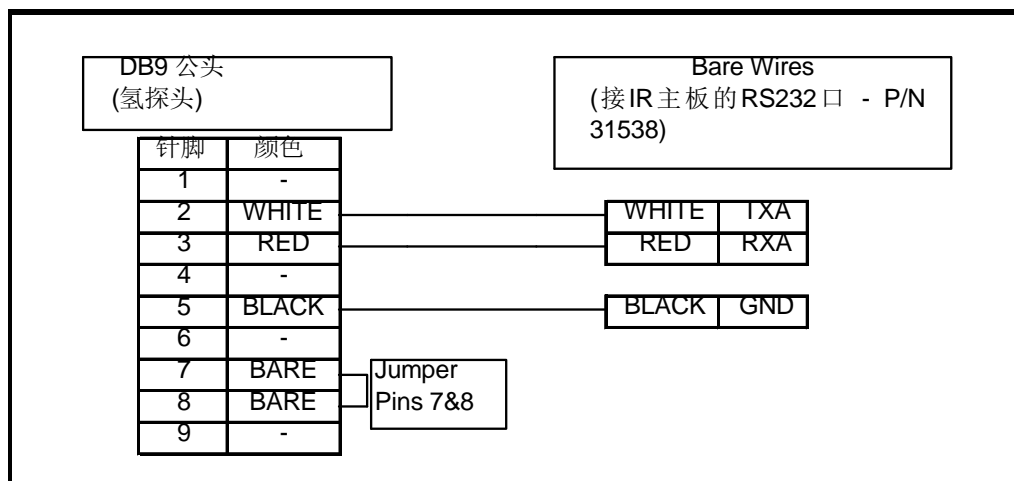 DB9 公头
(氢探头)
Bare Wires
(接IR主板的RS232口 - P/N
31538)
针脚 颜色
1 -
2 WHITE
WHITE TXA
3 RED
RED RXA
4 -
5 BLACK
BLACK GND
6 -
7 BARE
8 BARE
Jumper
Pins 7&8
9 -